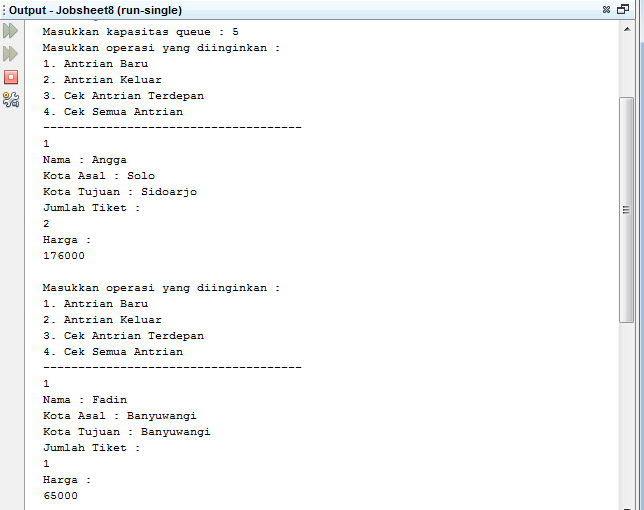 Output - Jobsheet8 (run-single)
Masukkan kapasitas queue : 5
Masukkan operasi yang diinginkan :
1. Antrian Baru
2. Antrian Keluar
3. Cek Antrian Terdepan
4. Cek Semua Antrian
-------------------------------------
1
Nama : Angga
Kota Asal : Solo
Kota Tujuan : Sidoarjo
Jumlah Tiket :
2
Harga :
176000
Masukkan operasi yang diinginkan :
1. Antrian Baru
2. Antrian Keluar
3. Cek Antrian Terdepan
4. Cek Semua Antrian
-------------------------------------
1
Nama : Fadin
Kota Asal : Banyuwangi
Kota Tujuan : Banyuwangi
Jumlah Tiket :
1
Harga :
65000